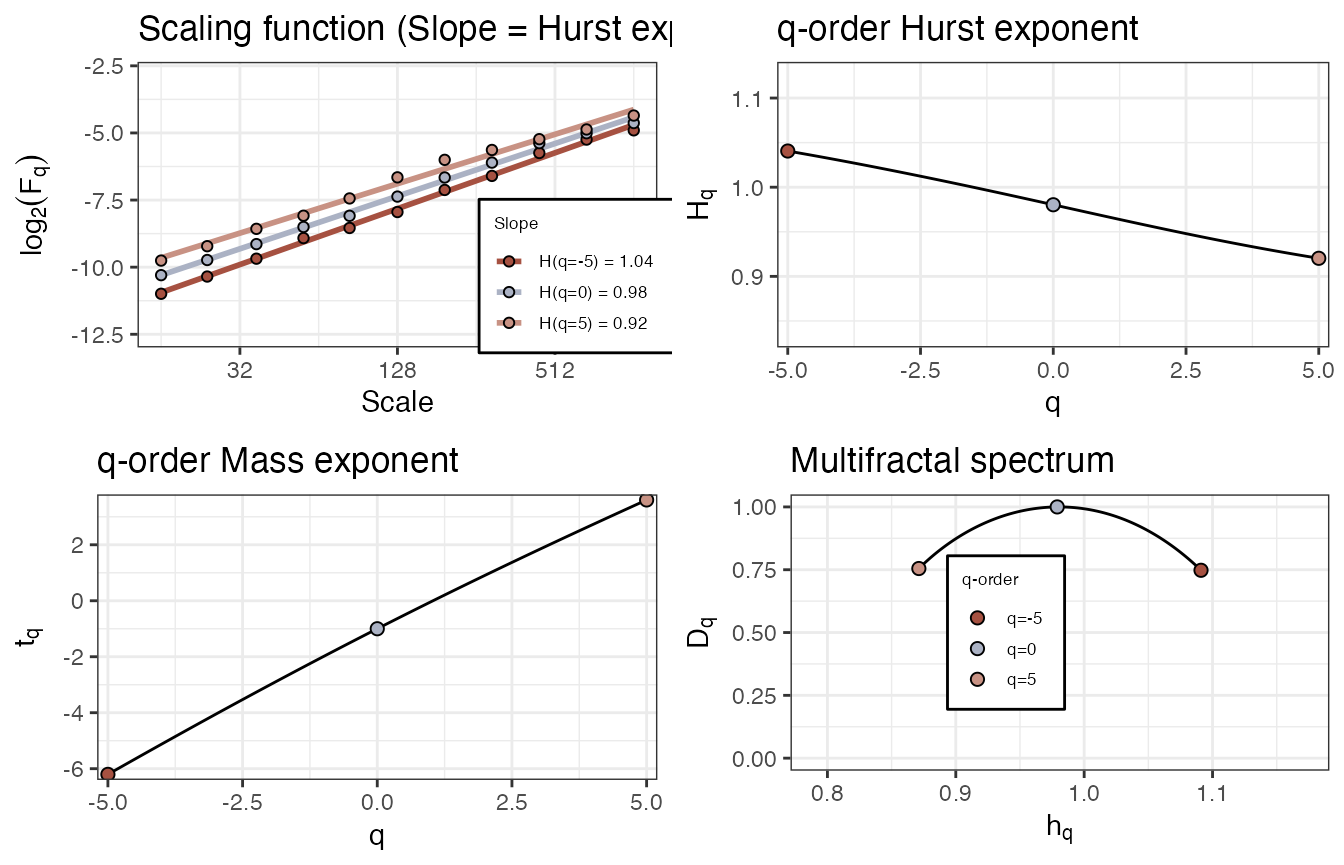 Scaling function (Slope = Hurst exp
-2.5
-5.0
-7.5
-10.0
-12.5
log2(Fq)
Slope
H(q=-5) = 1.04
H(q=0) = 0.98
H(q=5) = 0.92
32 128 512
Scale
q-order Hurst exponent
1.1
1.0
0.9
Hq
-5.0 -2.5 0.0 2.5 5.0
q
q-order Mass exponent
2
0
-2
-4
-6
tq
-5.0 -2.5 0.0 2.5 5.0
q
Multifractal spectrum
1.00
0.75
0.50
0.25
0.00
Dq
q-order
q=-5
q=0
q=5
0.8 0.9 1.0 1.1
hq